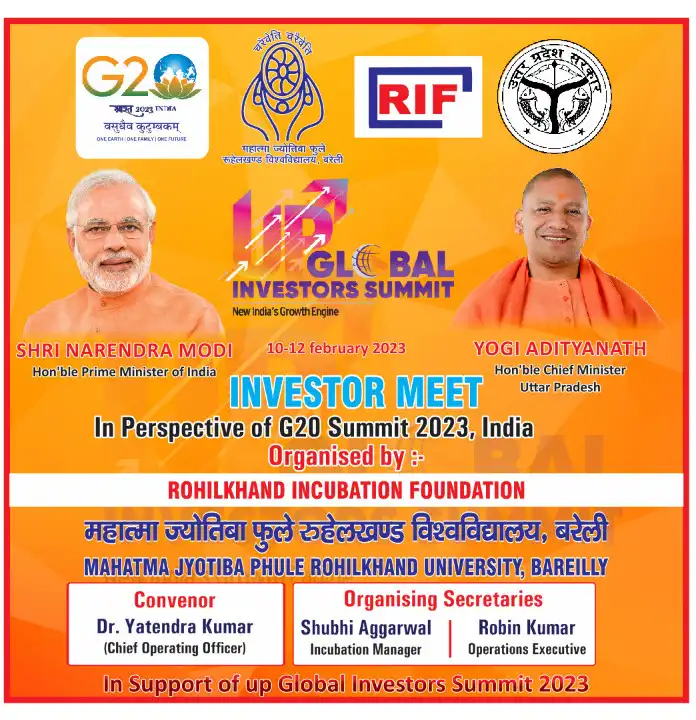 G20
भारत 2023 INDIA
वसुधैव कुटुम्बकम्
ONE EARTH | ONE FAMILY | ONE FUTURE
चरैवेति चरैवेति
महात्मा ज्योतिबा फुले
रुहेलखण्ड विश्वविद्यालय, बरेली
RIF
उत्तर प्रदेश सरकार
UP
GLOBAL
INVESTORS SUMMIT
New India's Growth Engine
SHRI NARENDRA MODI
Hon'ble Prime Minister of India
10-12 february 2023
YOGI ADITYANATH
Hon'ble Chief Minister
Uttar Pradesh
INVESTOR MEET
In Perspective of G20 Summit 2023, India
Organised by :-
ROHILKHAND INCUBATION FOUNDATION
महात्मा ज्योतिबा फुले रुहेलखण्ड विश्वविद्यालय, बरेली
MAHATMA JYOTIBA PHULE ROHILKHAND UNIVERSITY, BAREILLY
Convenor
Dr. Yatendra Kumar
(Chief Operating Officer)
Organising Secretaries
Shubhi Aggarwal
Incubation Manager
Robin Kumar
Operations Executive
In Support of up Global Investors Summit 2023